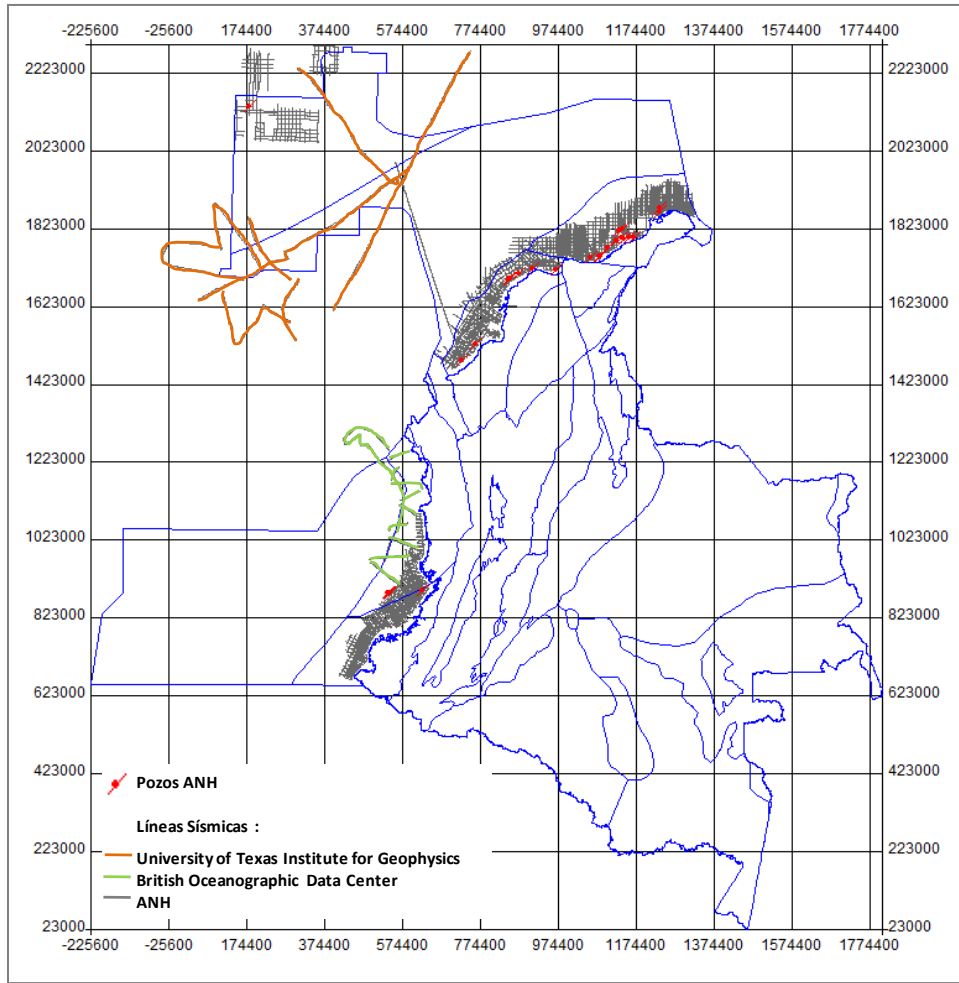 -225600 -25600 174400 374400 574400 774400 974400 1174400 1374400 1574400 1774400
2223000 2223000
2023000 2023000
1823000 1823000
1623000 1623000
1423000 1423000
1223000 1223000
1023000 1023000
823000 823000
623000 623000
423000 423000
Pozos ANH
Líneas Sísmicas :
223000 223000
University of Texas Institute for Geophysics
British Oceanographic Data Center
ANH
23000 23000
-225600 -25600 174400 374400 574400 774400 974400 1174400 1374400 1574400 1774400